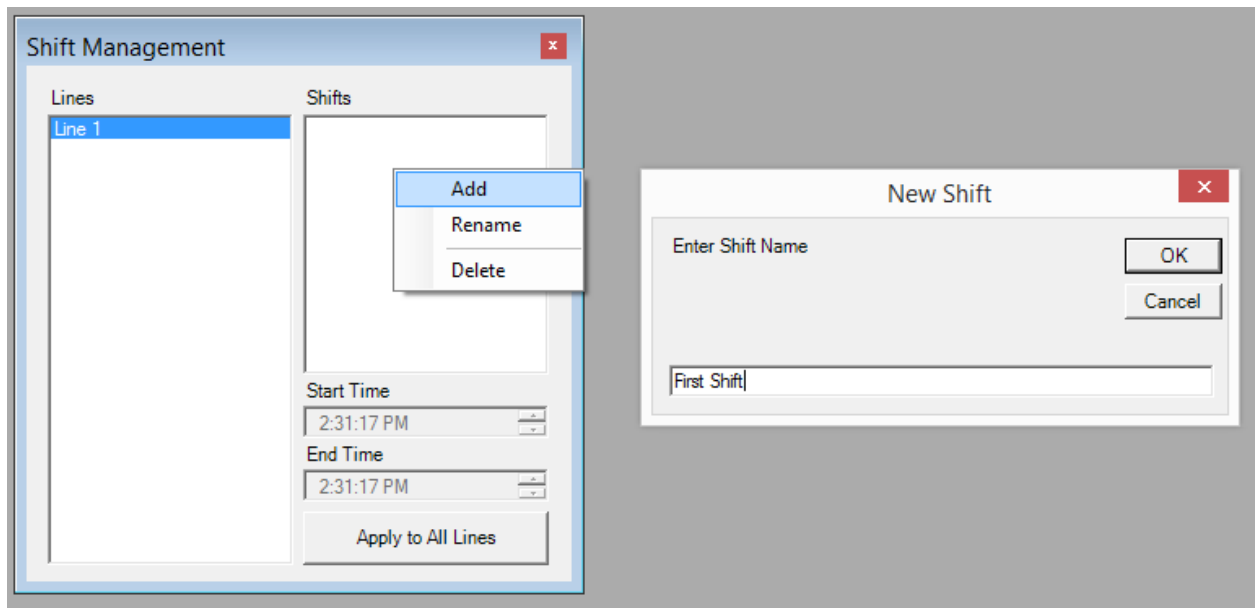 Shift Management
x
Lines
Shifts
Line 1
Add
Rename
Delete
Start Time
2:31:17 PM
End Time
2:31:17 PM
Apply to All Lines
New Shift
Enter Shift Name
OK
Cancel
First Shift